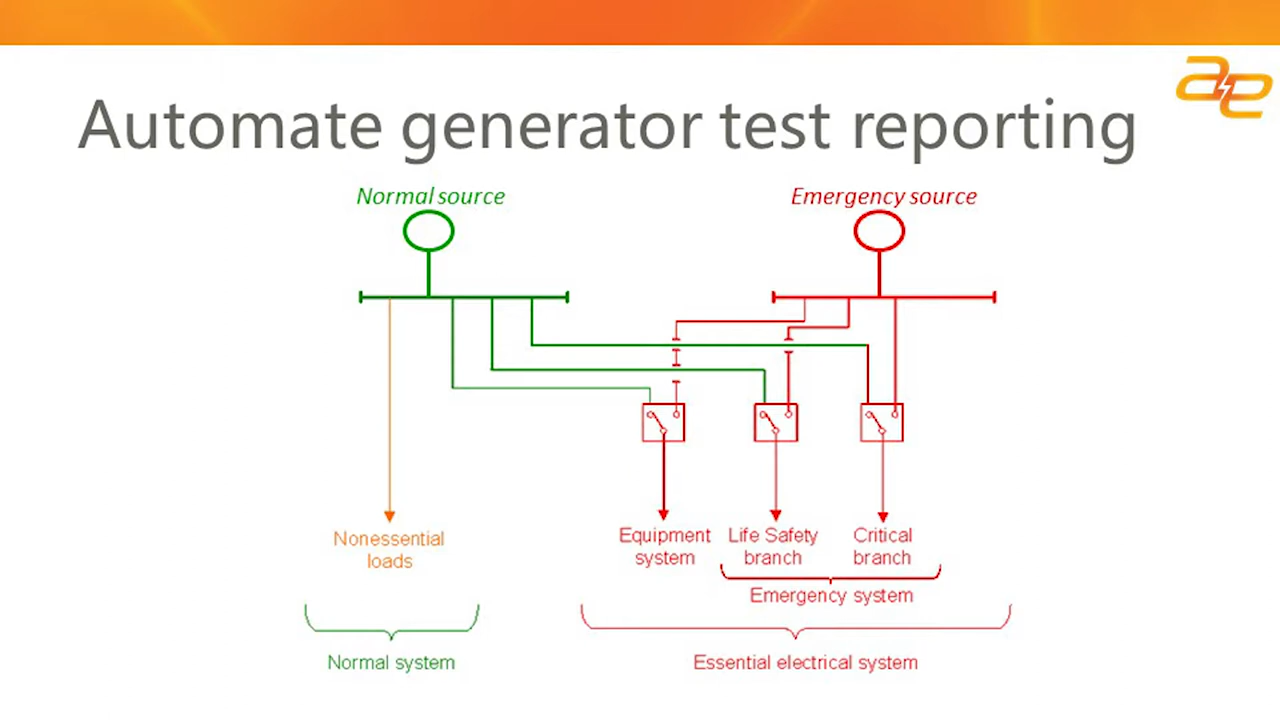 Automate generator test reporting
Normal source
Emergency source
Nonessential
loads
Equipment
system
Life Safety
branch
Critical
branch
Emergency system
Normal system
Essential electrical system